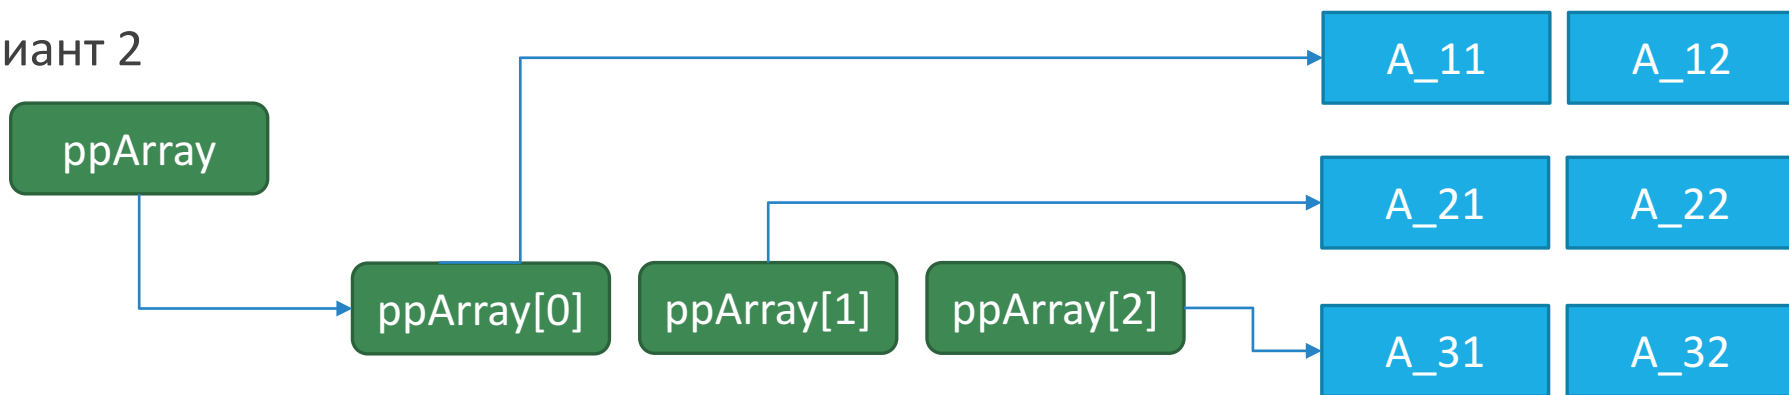 иант 2
A_11 A_12
ppArray
A_21 A_22
ppArray[0] ppArray[1] ppArray[2]
A_31 A_32